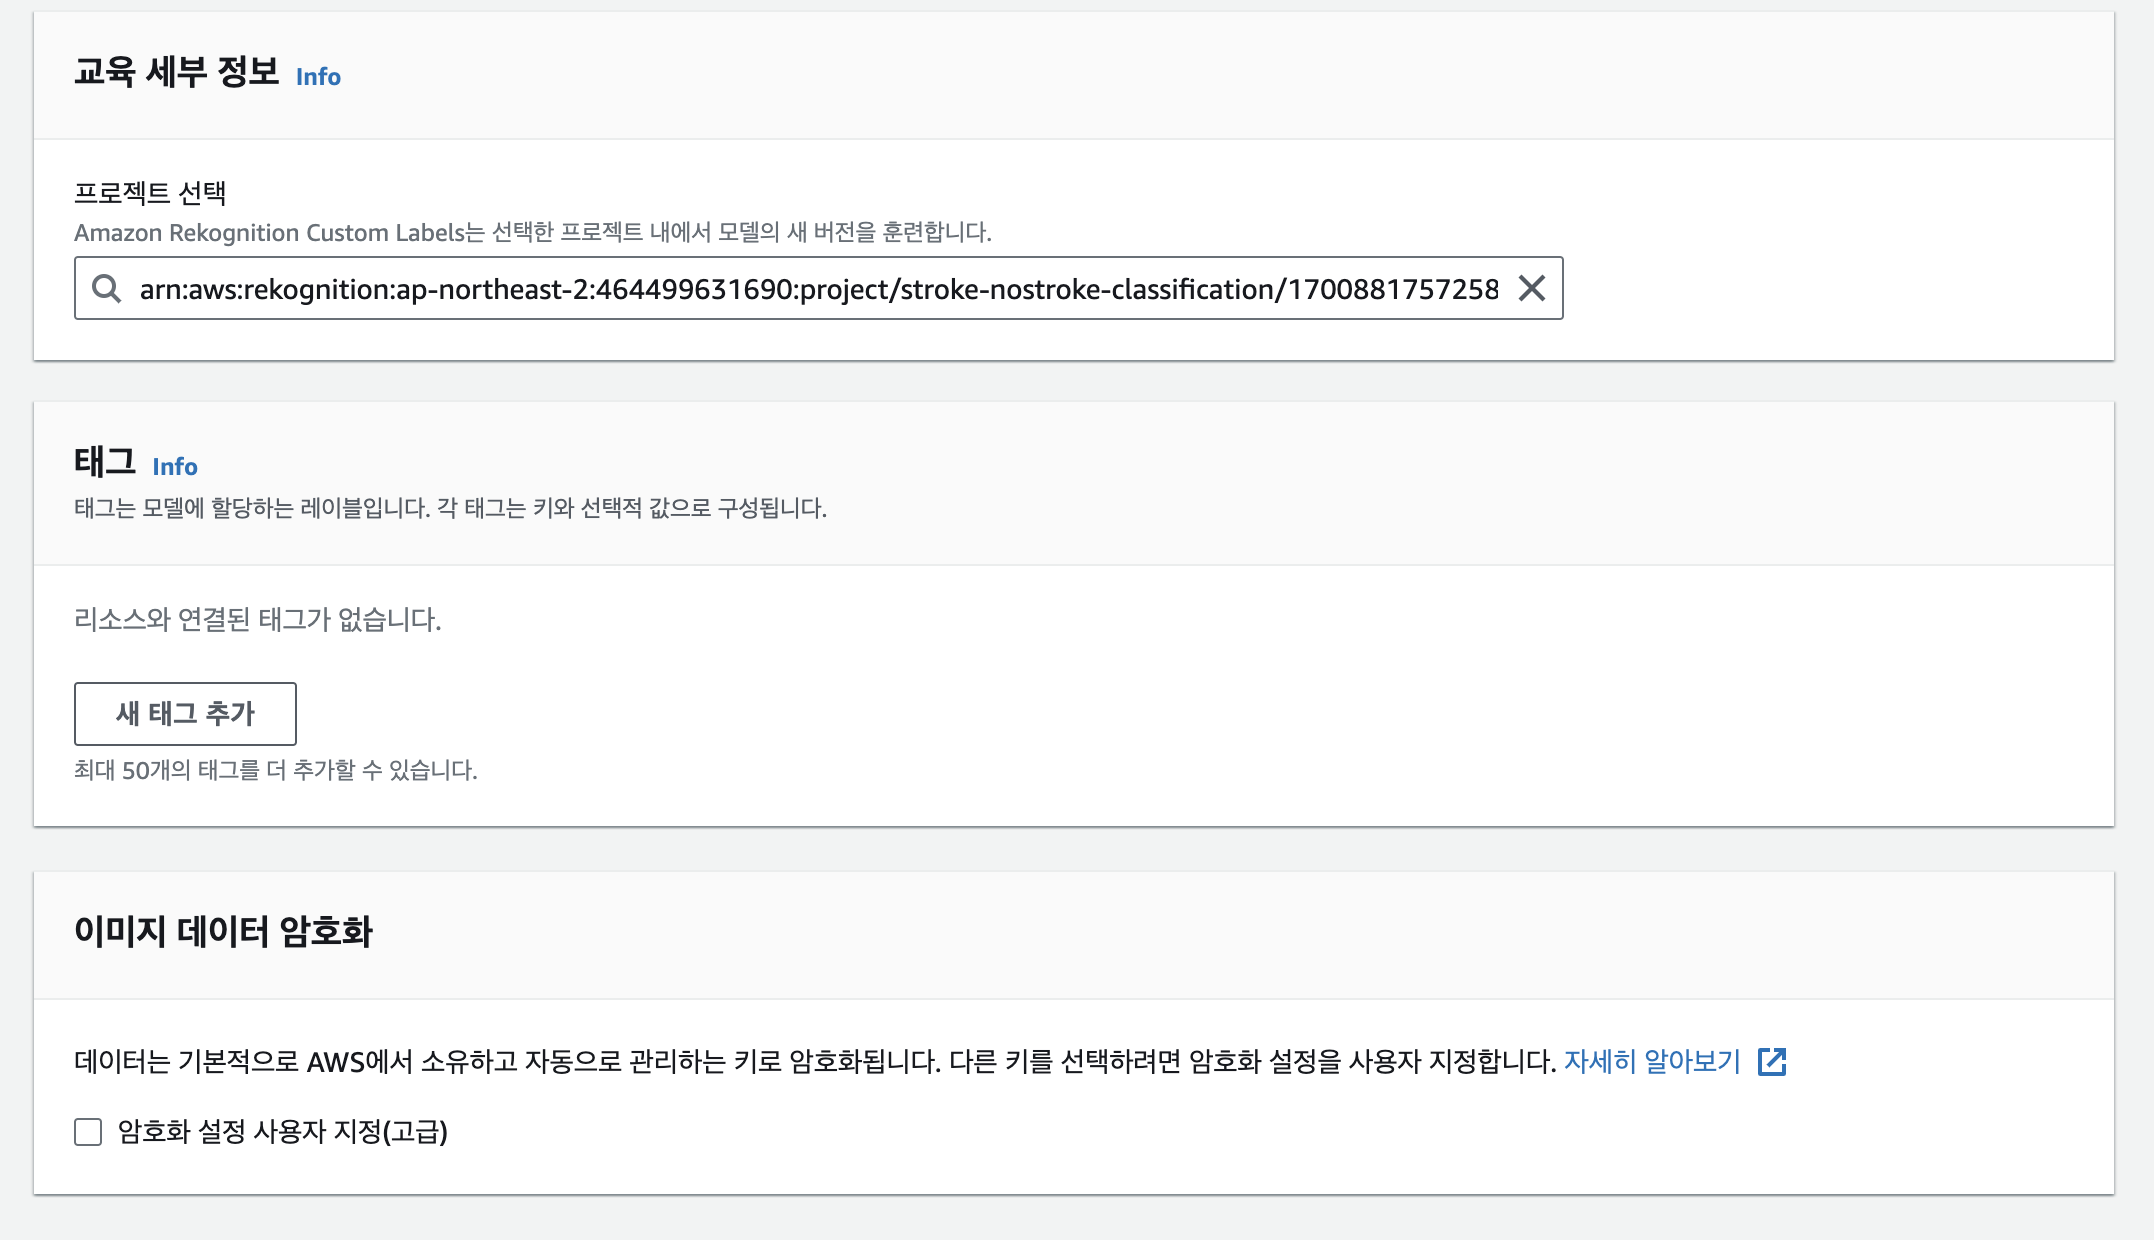 교육 세부 정보 Info
프로젝트 선택
Amazon Rekognition Custom Labels는 선택한 프로젝트 내에서 모델의 새 버전을 훈련합니다.
arn:aws:rekognition:ap-northeast-2:464499631690:project/stroke-nostroke-classification/1700881757258
태그 Info
태그는 모델에 할당하는 레이블입니다. 각 태그는 키와 선택적 값으로 구성됩니다.
리소스와 연결된 태그가 없습니다.
새 태그 추가
최대 50개의 태그를 더 추가할 수 있습니다.
이미지 데이터 암호화
데이터는 기본적으로 AWS에서 소유하고 자동으로 관리하는 키로 암호화됩니다. 다른 키를 선택하려면 암호화 설정을 사용자 지정합니다. 자세히 알아보기
암호화 설정 사용자 지정(고급)